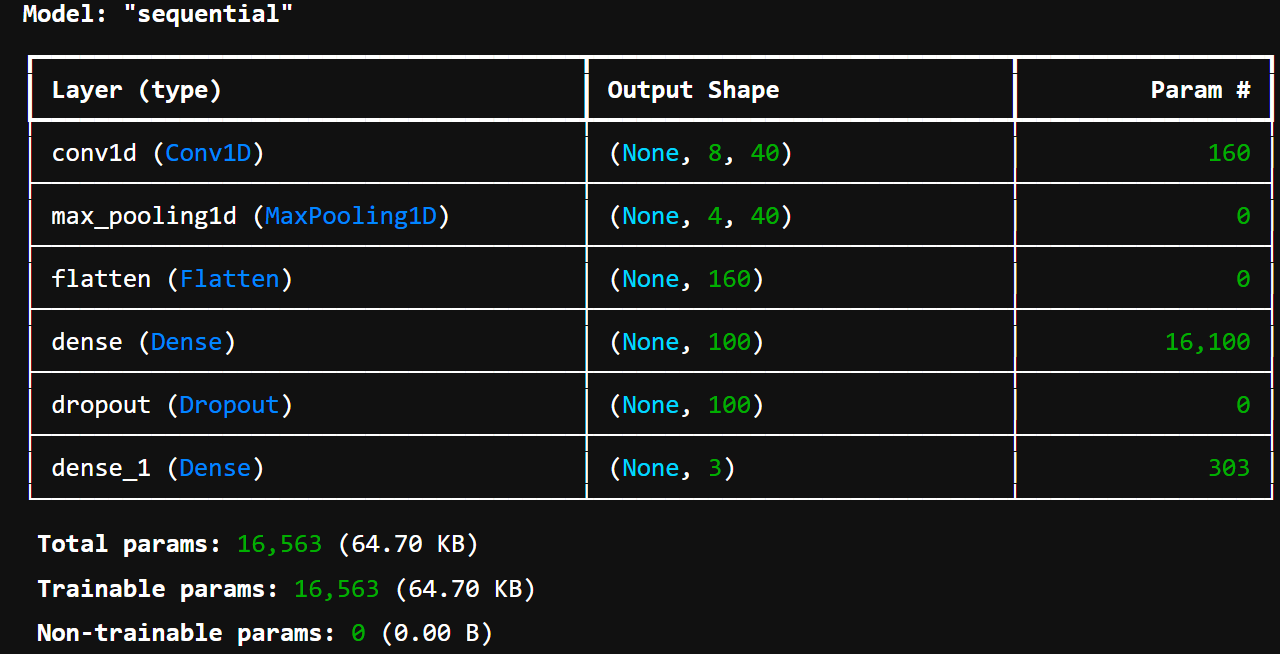 Model: "sequential"
Layer (type) Output Shape Param #
conv1d (Conv1D) (None, 8, 40) 160
max_pooling1d (MaxPooling1D) (None, 4, 40) 0
flatten (Flatten) (None, 160) 0
dense (Dense) (None, 100) 16,100
dropout (Dropout) (None, 100) 0
dense_1 (Dense) (None, 3) 303
Total params: 16,563 (64.70 KB)
Trainable params: 16,563 (64.70 KB)
Non-trainable params: 0 (0.00 B)